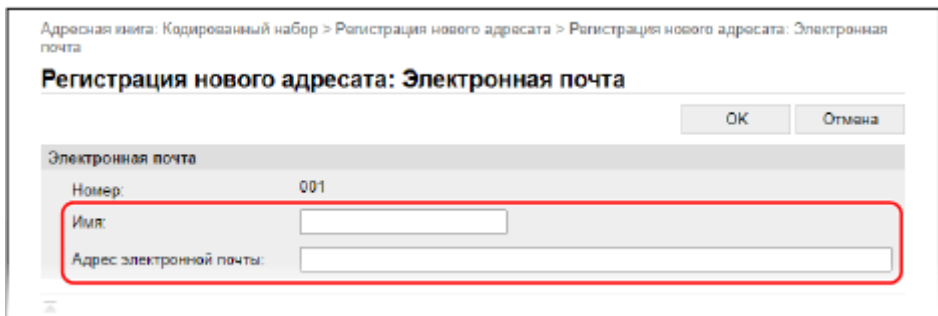 Адресная книга: Кодированный набор > Регистрация нового адресата > Регистрация нового адресата: Электронная
почта
Регистрация нового адресата: Электронная почта
OK Отмена
Электронная почта
Номер: 001
Имя:
Адрес электронной почты: